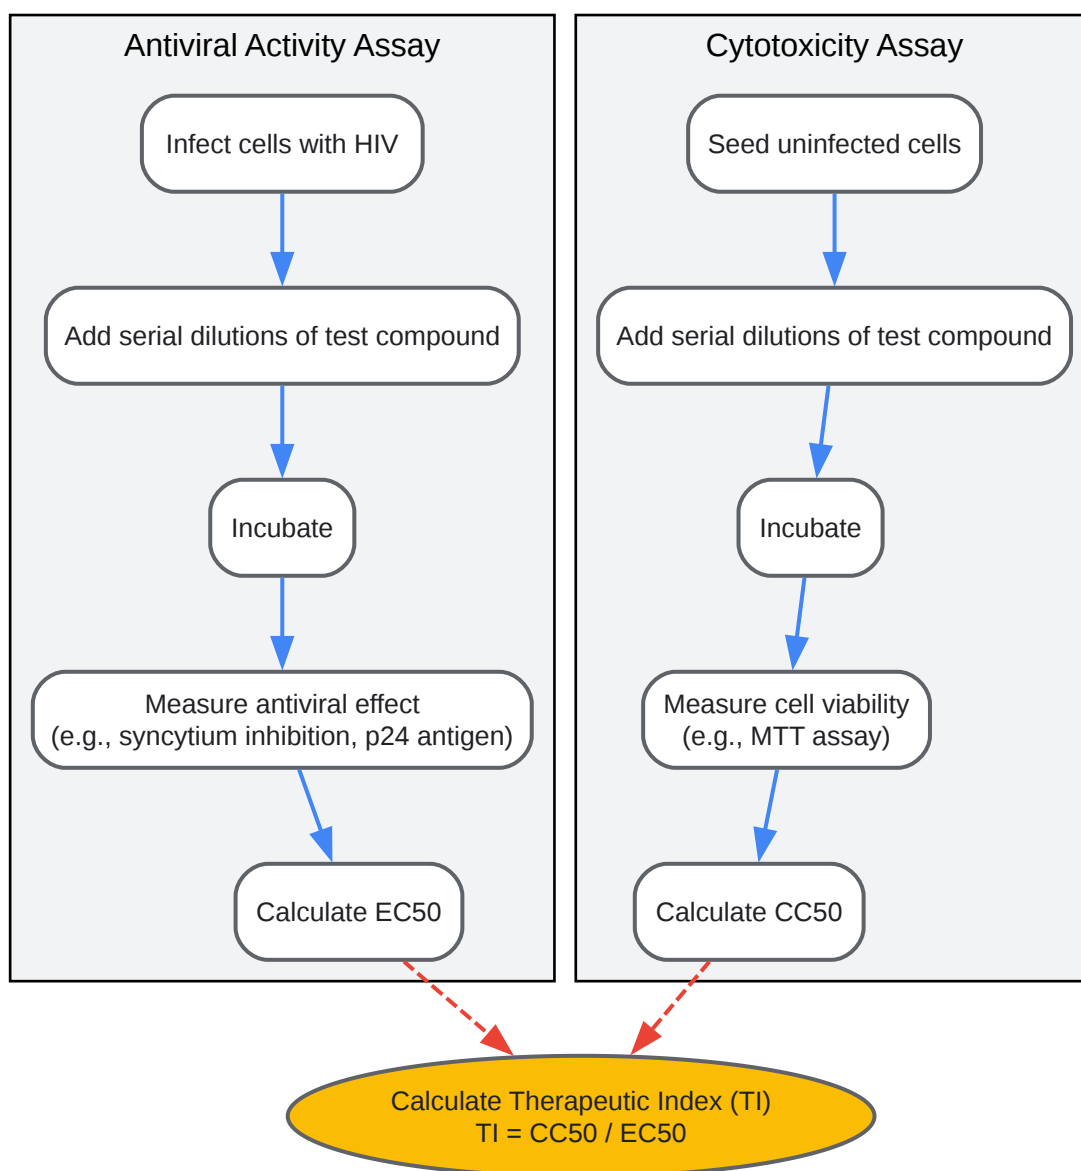 Antiviral Activity Assay
Infect cells with HIV
Add serial dilutions of test compound
Incubate
Measure antiviral effect
(e.g., syncytium inhibition, p24 antigen)
Calculate EC50
Cytotoxicity Assay
Seed uninfected cells
Add serial dilutions of test compound
Incubate
Measure cell viability
(e.g., MTT assay)
Calculate CC50
Calculate Therapeutic Index (TI)
TI = CC50 / EC50